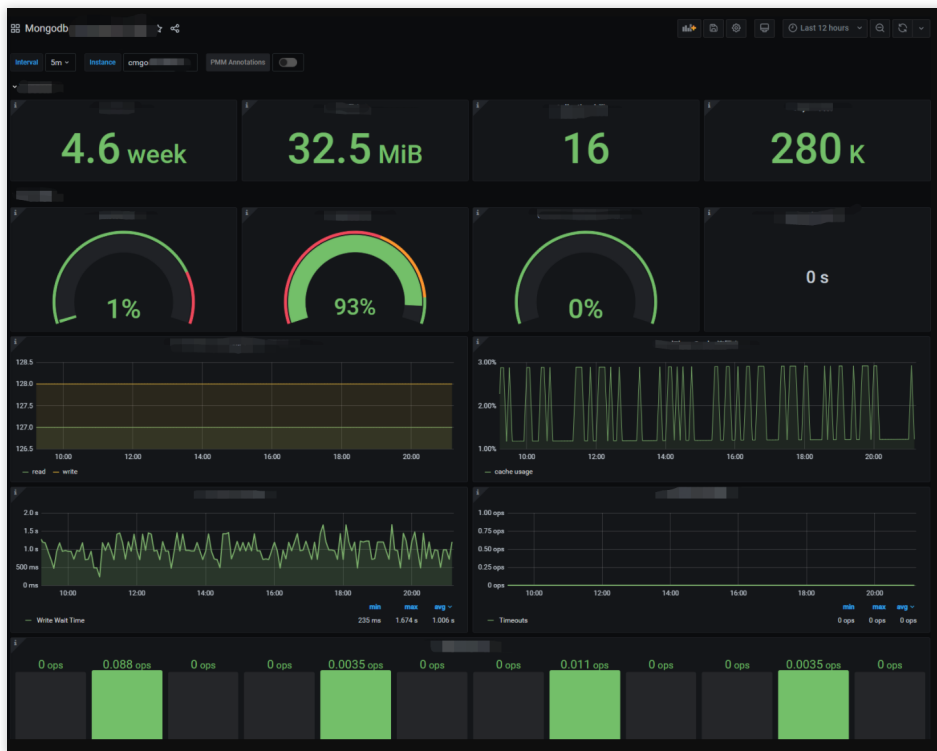 Mongodb
Last 12 hours
Interval 5m Instance cmgo PMM Annotations
4.6 week 32.5 MiB 16 280 K
1% 93% 0% 0 s
128.5
128.0
127.5
127.0
126.5
10:00 12:00 14:00 16:00 18:00 20:00
read write
3.00%
2.00%
1.00%
10:00 12:00 14:00 16:00 18:00 20:00
cache usage
2.0 s
1.5 s
1.0 s
500 ms
0 ms
10:00 12:00 14:00 16:00 18:00 20:00
min max avg
Write Wait Time 235 ms 1.674 s 1.006 s
1.00 ops
0.75 ops
0.50 ops
0.25 ops
0 ops
10:00 12:00 14:00 16:00 18:00 20:00
min max avg
Timeouts 0 ops 0 ops 0 ops
0 ops 0.088 ops 0 ops 0 ops 0.0035 ops 0 ops 0 ops 0.011 ops 0 ops 0 ops 0.0035 ops 0 ops